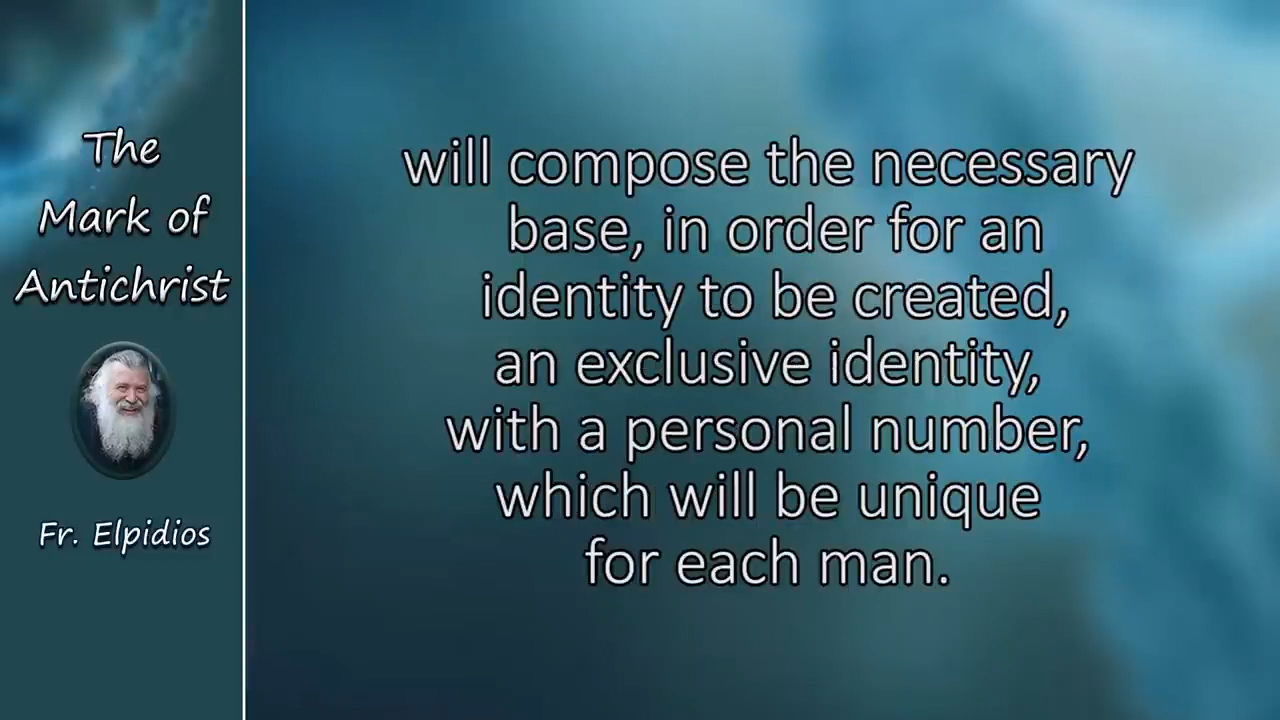 The
Mark of
Antichrist
Fr. Elpidios
will compose the necessary
base, in order for an
identity to be created,
an exclusive identity,
with a personal number,
which will be unique
for each man.